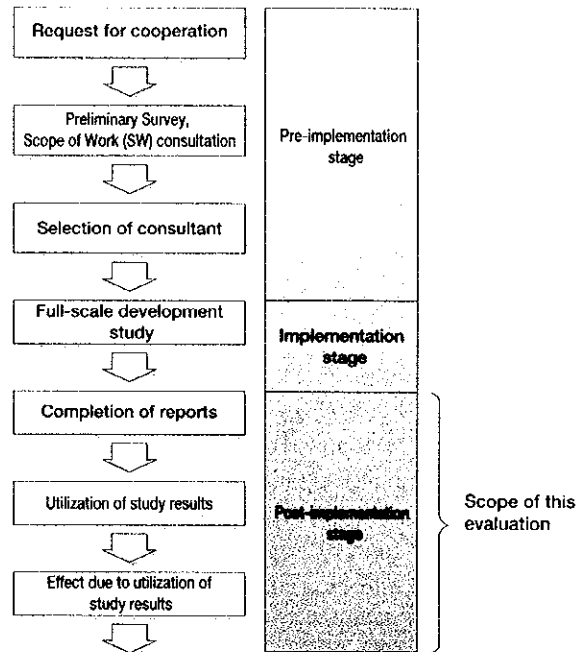 Request for cooperation
Preliminary Survey,
Scope of Work (SW) consultation
Selection of consultant
Full-scale development
study
Completion of reports
Utilization of study results
Effect due to utilization of
study results
Pre-implementation
stage
Implementation
stage
Post-implementation
stage
Scope of this
evaluation